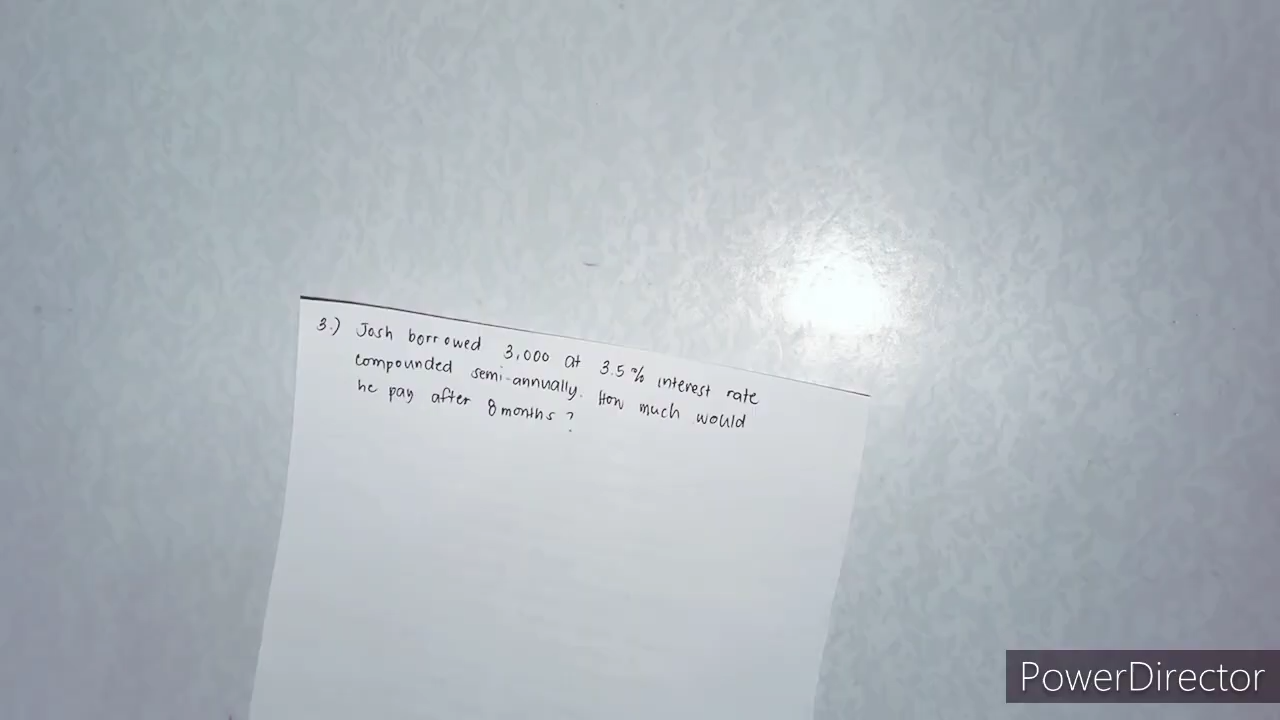 3.) Josh borrowed 3,000 at 3.5% interest rate
compounded semi-annually. How much would
he pay after 8 months?
PowerDirector